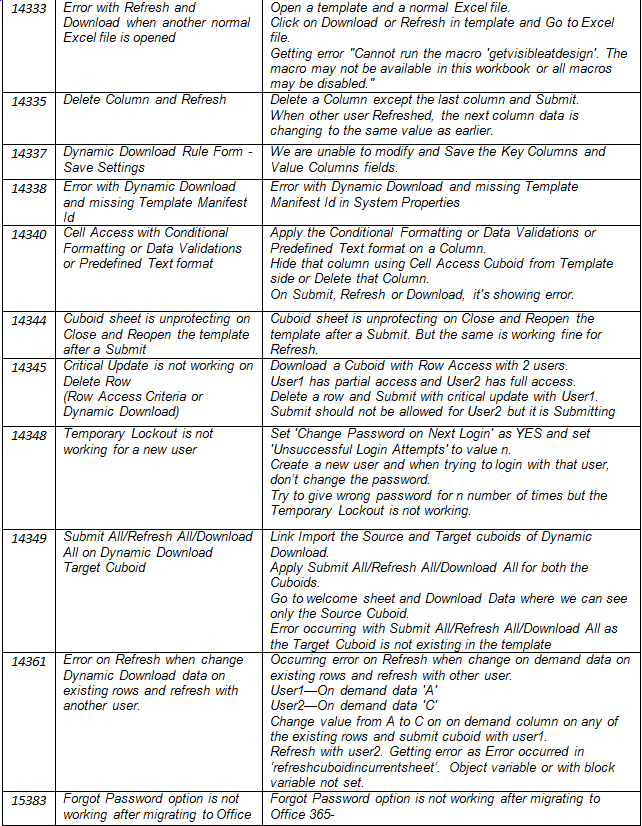 14333 Error with Refresh and Download when another normal Excel file is opened
Open a template and a normal Excel file.
Click on Download or Refresh in template and Go to Excel file.
Getting error "Cannot run the macro 'getvisibleatdesign'. The macro may not be available in this workbook or all macros may be disabled."
14335 Delete Column and Refresh
Delete a Column except the last column and Submit.
When other user Refreshed, the next column data is changing to the same value as earlier.
14337 Dynamic Download Rule Form - Save Settings
We are unable to modify and Save the Key Columns and Value Columns fields.
14338 Error with Dynamic Download and missing Template Manifest Id
Error with Dynamic Download and missing Template Manifest Id in System Properties
14340 Cell Access with Conditional Formatting or Data Validations or Predefined Text format
Apply the Conditional Formatting or Data Validations or Predefined Text format on a Column.
Hide that column using Cell Access Cuboid from Template side or Delete that Column.
On Submit, Refresh or Download, it's showing error.
14344 Cuboid sheet is unprotecting on Close and Reopen the template after a Submit
Cuboid sheet is unprotecting on Close and Reopen the template after a Submit. But the same is working fine for Refresh.
14345 Critical Update is not working on Delete Row
(Row Access Criteria or Dynamic Download)
Download a Cuboid with Row Access with 2 users.
User1 has partial access and User2 has full access.
Delete a row and Submit with critical update with User1.
Submit should not be allowed for User2 but it is Submitting
14348 Temporary Lockout is not working for a new user
Set 'Change Password on Next Login' as YES and set 'Unsuccessful Login Attempts' to value n.
Create a new user and when trying to login with that user, don't change the password.
Try to give wrong password for n number of times but the Temporary Lockout is not working.
14349 Submit All/Refresh All/Download All on Dynamic Download Target Cuboid
Link Import the Source and Target cuboids of Dynamic Download.
Apply Submit All/Refresh All/Download All for both the Cuboids.
Go to welcome sheet and Download Data where we can see only the Source Cuboid.
Error occurring with Submit All/Refresh All/Download All as the Target Cuboid is not existing in the template
14361 Error on Refresh when change Dynamic Download data on existing rows and refresh with another user.
Occurring error on Refresh when change on demand data on existing rows and refresh with other user.
User1—On demand data 'A'
User2—On demand data 'C'
Change value from A to C on on demand column on any of the existing rows and submit cuboid with user1.
Refresh with user2. Getting error as Error occurred in 'refreshcuboidincurrentsheet'. Object variable or with block variable not set.
15383 Forgot Password option is not working after migrating to Office
Forgot Password option is not working after migrating to Office 365-